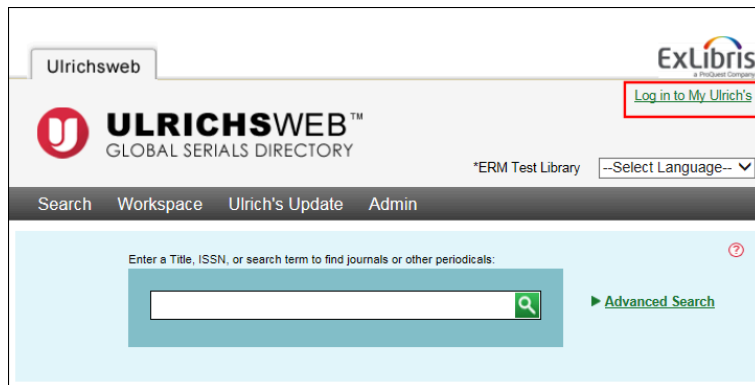 Ulrichsweb
ExLibris
a ProQuest Company
Log in to My Ulrich's
ULRICHSWEB™
GLOBAL SERIALS DIRECTORY
*ERM Test Library
--Select Language--
Search Workspace Ulrich's Update Admin
Enter a Title, ISSN, or search term to find journals or other periodicals:
?
Advanced Search